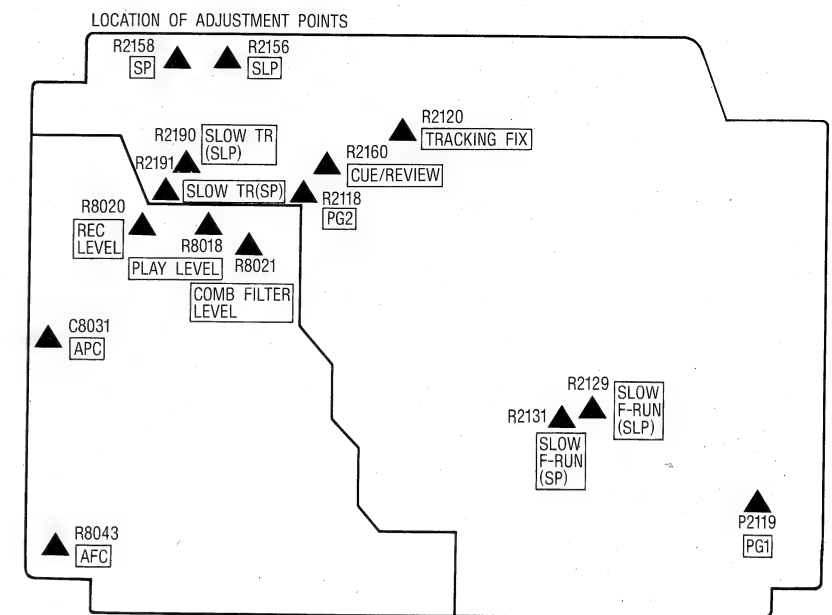 LOCATION OF ADJUSTMENT POINTS
R2158
SP
R2156
SLP
R2120
TRACKING FIX
R2190
SLOW TR
(SLP)
R2160
CUE/REVIEW
R2191
SLOW TR(SP)
R2118
PG2
R8020
REC
LEVEL
R8018
PLAY LEVEL
R8021
COMB FILTER
LEVEL
C8031
APC
R2129
SLOW
F-RUN
(SLP)
R2131
SLOW
F-RUN
(SP)
P2119
PG1
R8043
AFC